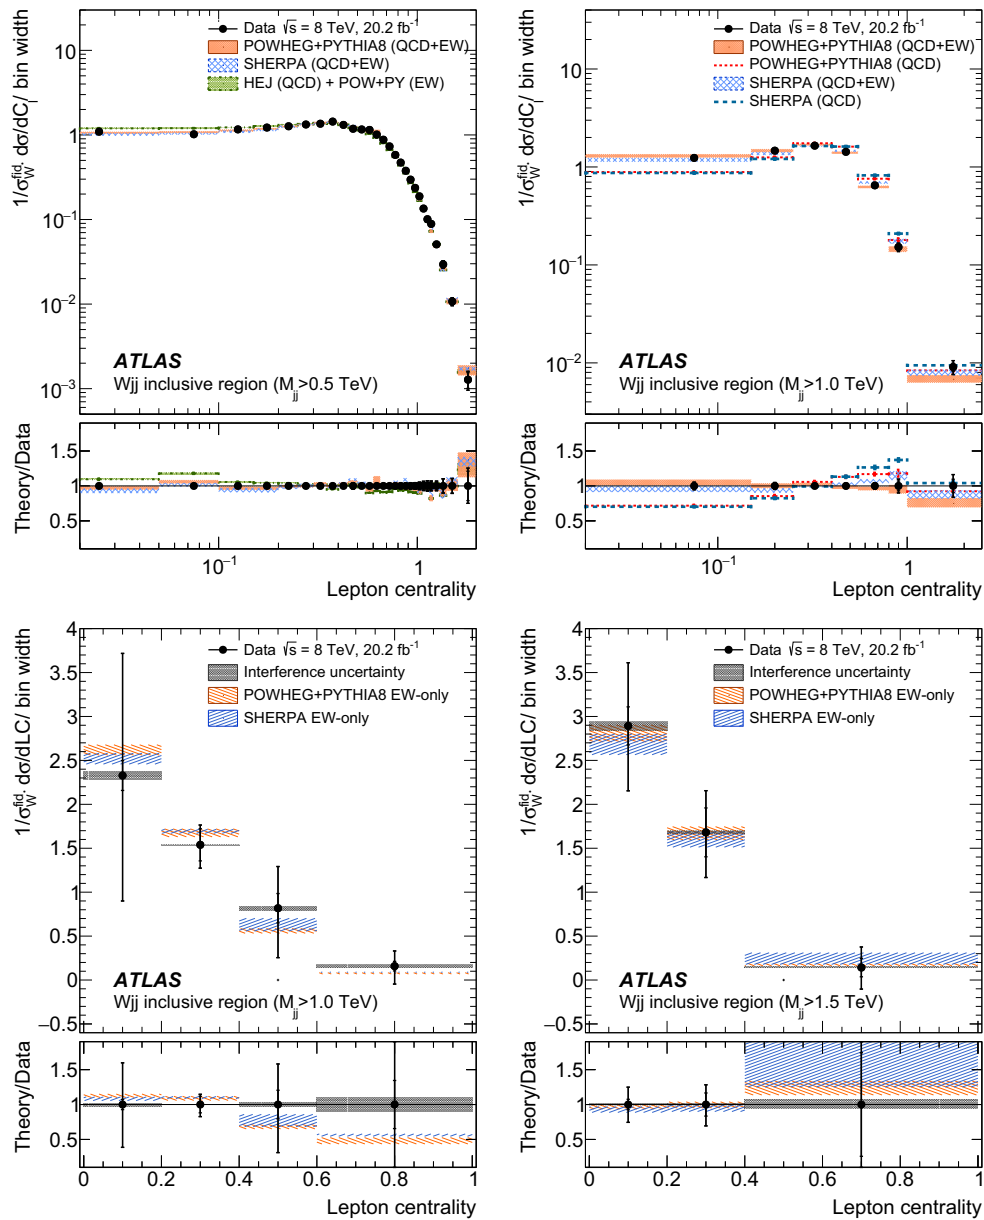 Data √s = 8 TeV, 20.2 fb⁻¹
POWHEG+PYTHIA8 (QCD+EW)
SHERPA (QCD+EW)
HEJ (QCD) + POW+PY (EW)
1/σ_W^fid· dσ/dC_l/ bin width
10
1
10⁻¹
10⁻²
10⁻³
ATLAS
Wjj inclusive region (M_jj>0.5 TeV)
Theory/Data
1.5
1
0.5
10⁻¹ 1
Lepton centrality
Data √s = 8 TeV, 20.2 fb⁻¹
POWHEG+PYTHIA8 (QCD+EW)
POWHEG+PYTHIA8 (QCD)
SHERPA (QCD+EW)
SHERPA (QCD)
1/σ_W^fid· dσ/dC_l/ bin width
10
1
10⁻¹
10⁻²
ATLAS
Wjj inclusive region (M_jj>1.0 TeV)
Theory/Data
1.5
1
0.5
10⁻¹ 1
Lepton centrality
Data √s = 8 TeV, 20.2 fb⁻¹
Interference uncertainty
POWHEG+PYTHIA8 EW-only
SHERPA EW-only
1/σ_W^fid· dσ/dLC/ bin width
4
3.5
3
2.5
2
1.5
1
0.5
0
−0.5
ATLAS
Wjj inclusive region (M_jj>1.0 TeV)
Theory/Data
1.5
1
0.5
0 0.2 0.4 0.6 0.8 1
Lepton centrality
Data √s = 8 TeV, 20.2 fb⁻¹
Interference uncertainty
POWHEG+PYTHIA8 EW-only
SHERPA EW-only
1/σ_W^fid· dσ/dLC/ bin width
4
3.5
3
2.5
2
1.5
1
0.5
0
−0.5
ATLAS
Wjj inclusive region (M_jj>1.5 TeV)
Theory/Data
1.5
1
0.5
0 0.2 0.4 0.6 0.8 1
Lepton centrality